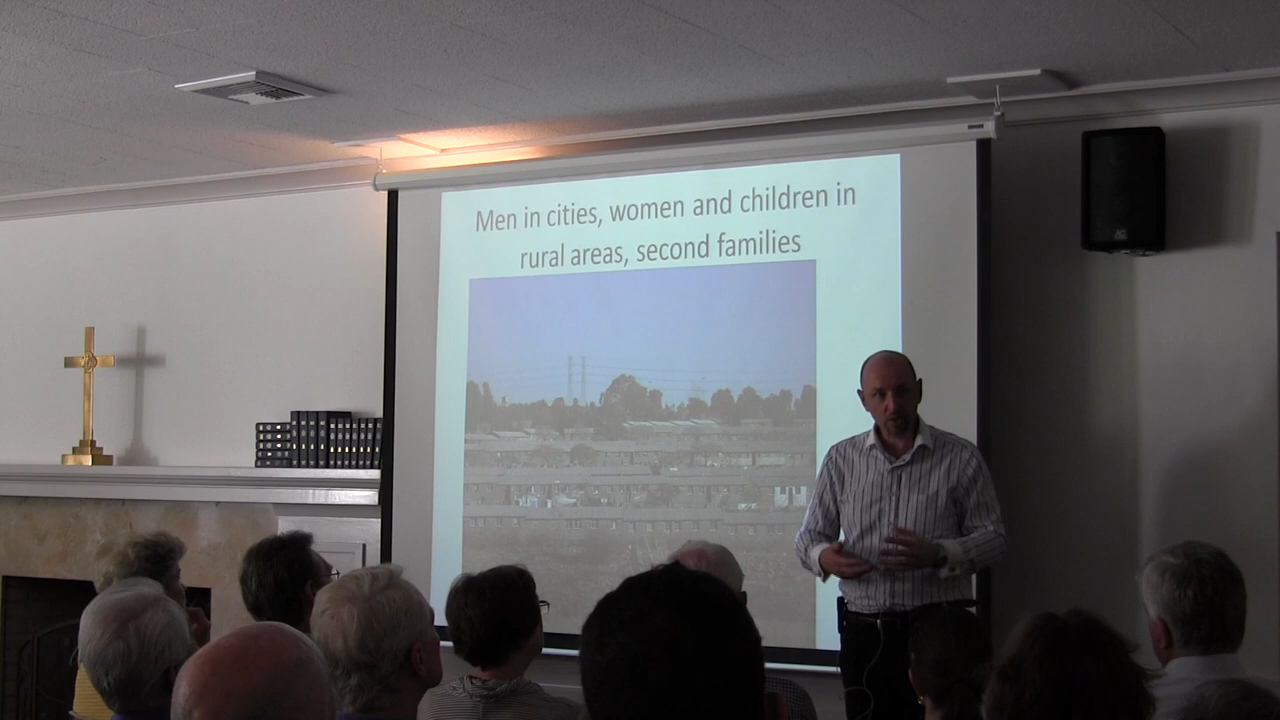 Men in cities, women and children in
rural areas, second families